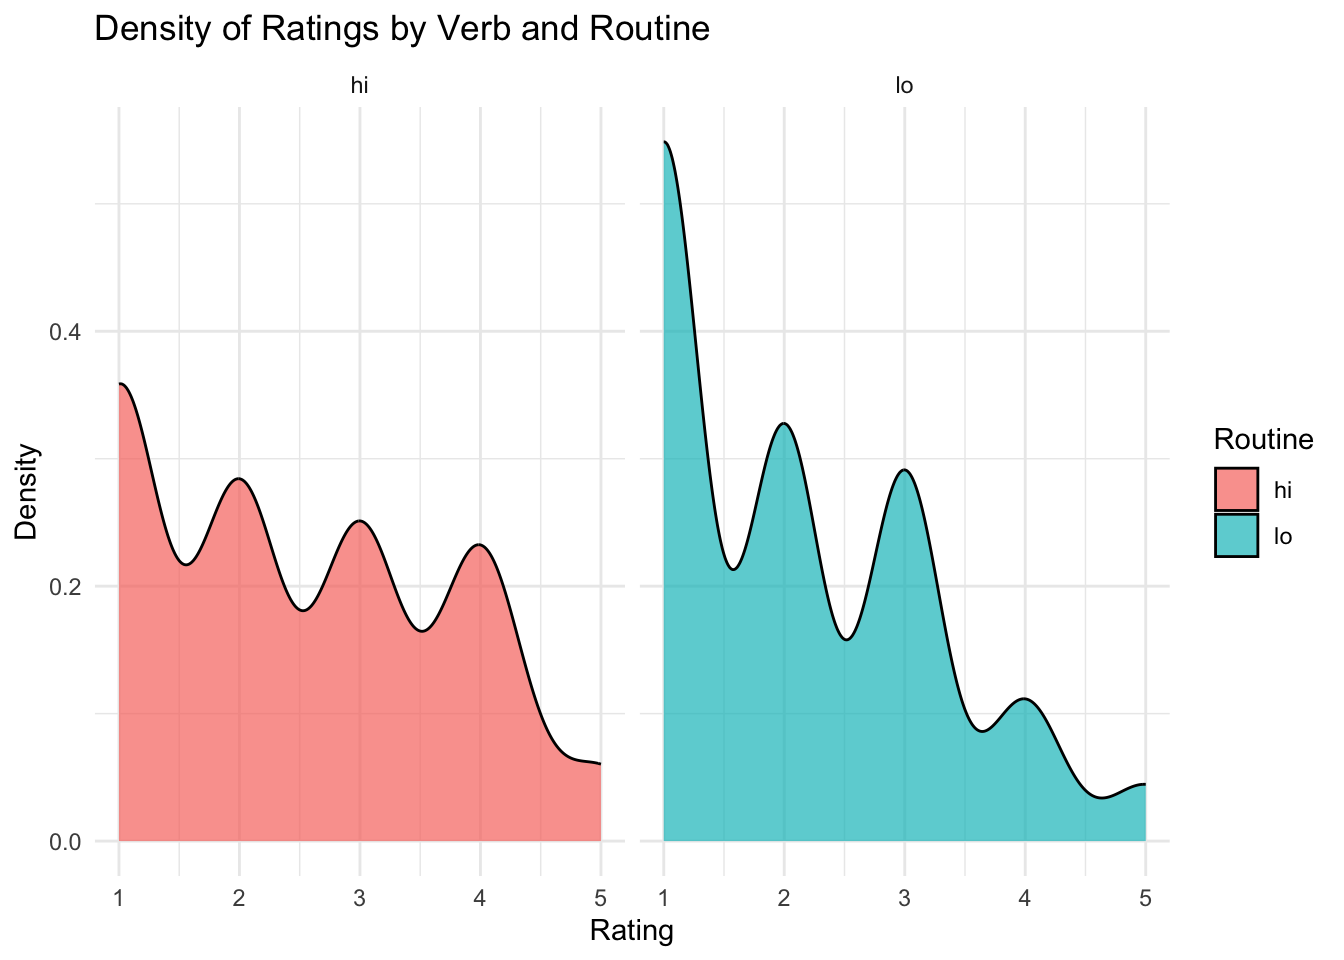 Density of Ratings by Verb and Routine
hi
lo
Density
0.4
0.2
0.0
1 2 3 4 5
1 2 3 4 5
Rating
Routine
hi
lo